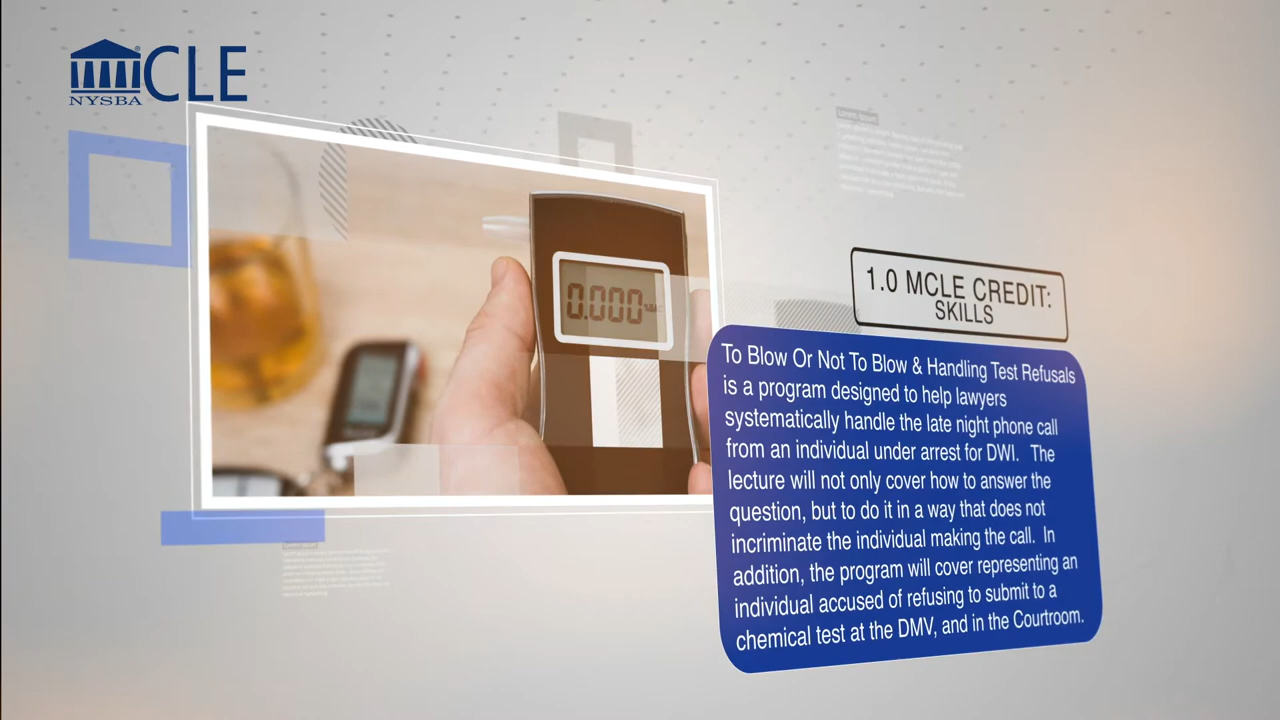 CLE
NYSBA
0.000
1.0 MCLE CREDIT:
SKILLS
To Blow Or Not To Blow & Handling Test Refusals
is a program designed to help lawyers
systematically handle the late night phone call
from an individual under arrest for DWI. The
lecture will not only cover how to answer the
question, but to do it in a way that does not
incriminate the individual making the call. In
addition, the program will cover representing an
individual accused of refusing to submit to a
chemical test at the DMV, and in the Courtroom.